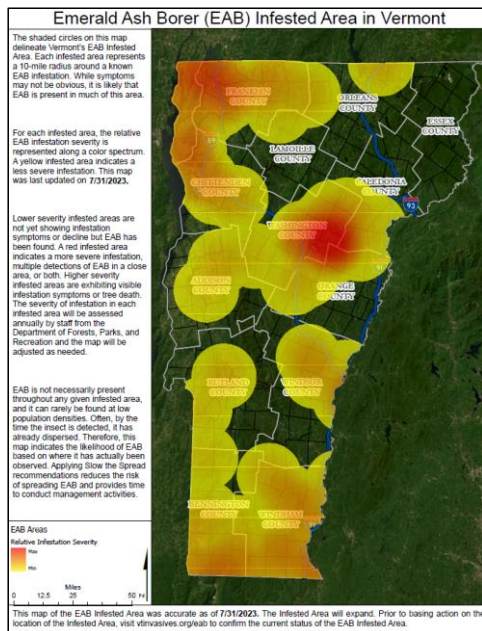 Emerald Ash Borer (EAB) Infested Area in Vermont
The shaded circles on this map
delineate Vermont's EAB Infested
Area. Each infested area represents
a 10-mile radius around a known
EAB infestation. While symptoms
may not be obvious, it is likely that
EAB is present in much of this area.
For each infested area, the relative
EAB infestation severity is
represented along a color spectrum.
A yellow infested area indicates a
less severe infestation. This map
was last updated on 7/31/2023.
Lower severity infested areas are
not yet showing infestation
symptoms or decline but EAB has
been found. A red infested area
indicates a more severe infestation,
multiple detections of EAB in a close
area, or both. Higher severity
infested areas are exhibiting visible
infestation symptoms or tree death.
The severity of infestation in each
infested area will be assessed
annually by staff from the
Department of Forests, Parks, and
Recreation and the map will be
adjusted as needed.
EAB is not necessarily present
throughout any given infested area,
and it can rarely be found at low
population densities. Often, by the
time the insect is detected, it has
already dispersed. Therefore, this
map indicates the likelihood of EAB
based on where it has actually been
observed. Applying Slow the Spread
recommendations reduces the risk
of spreading EAB and provides time
to conduct management activities.
EAB Areas
Relative Infestation Severity
Max
Min
Miles
0 12.5 25 50
N
FRANKLIN
COUNTY
ORLEANS
COUNTY
ESSEX
COUNTY
89
LAMOILLE
COUNTY
CHITTENDEN
COUNTY
CALEDONIA
COUNTY
93
WASHINGTON
COUNTY
91
ADDISON
COUNTY
ORANGE
COUNTY
RUTLAND
COUNTY
WINDSOR
COUNTY
BENNINGTON
COUNTY
WINDHAM
COUNTY
This map of the EAB Infested Area was accurate as of 7/31/2023. The Infested Area will expand. Prior to basing action on the
location of the Infested Area, visit vtinvasives.org/eab to confirm the current status of the EAB Infested Area.